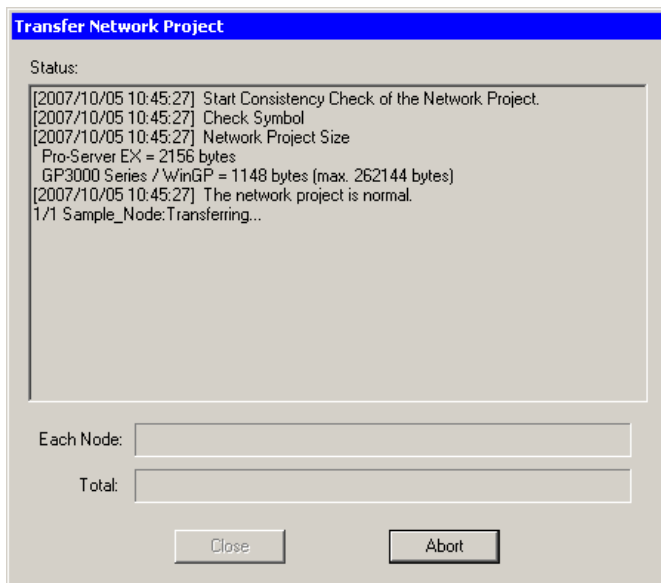 Transfer Network Project
Status:
[2007/10/05 10:45:27] Start Consistency Check of the Network Project.
[2007/10/05 10:45:27] Check Symbol
[2007/10/05 10:45:27] Network Project Size
Pro-Server EX = 2156 bytes
GP3000 Series / WinGP = 1148 bytes (max. 262144 bytes)
[2007/10/05 10:45:27] The network project is normal.
1/1 Sample_Node:Transferring...
Each Node:
Total:
Close Abort